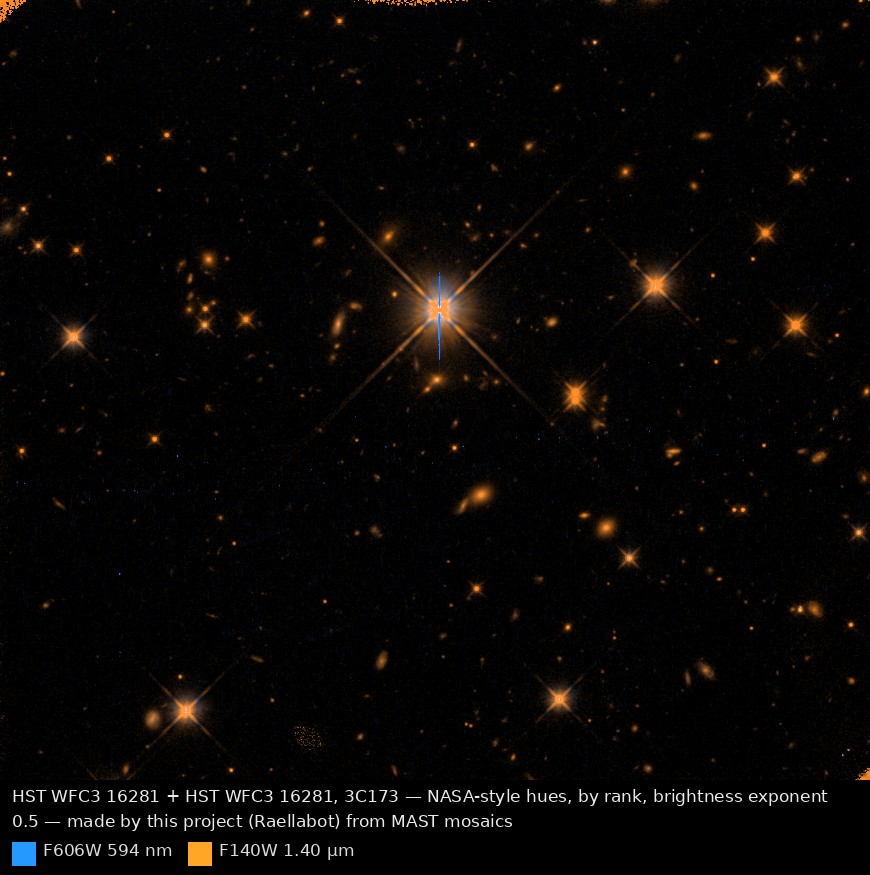 HST WFC3 16281 + HST WFC3 16281, 3C173 — NASA-style hues, by rank, brightness exponent
0.5 — made by this project (Raellabot) from MAST mosaics
F606W 594 nm F140W 1.40 µm